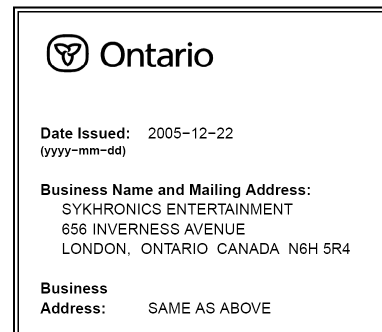 Ontario
Date Issued: 2005-12-22
(yyyy-mm-dd)
Business Name and Mailing Address:
SYKHRONICS ENTERTAINMENT
656 INVERNESS AVENUE
LONDON, ONTARIO CANADA N6H 5R4
Business
Address: SAME AS ABOVE